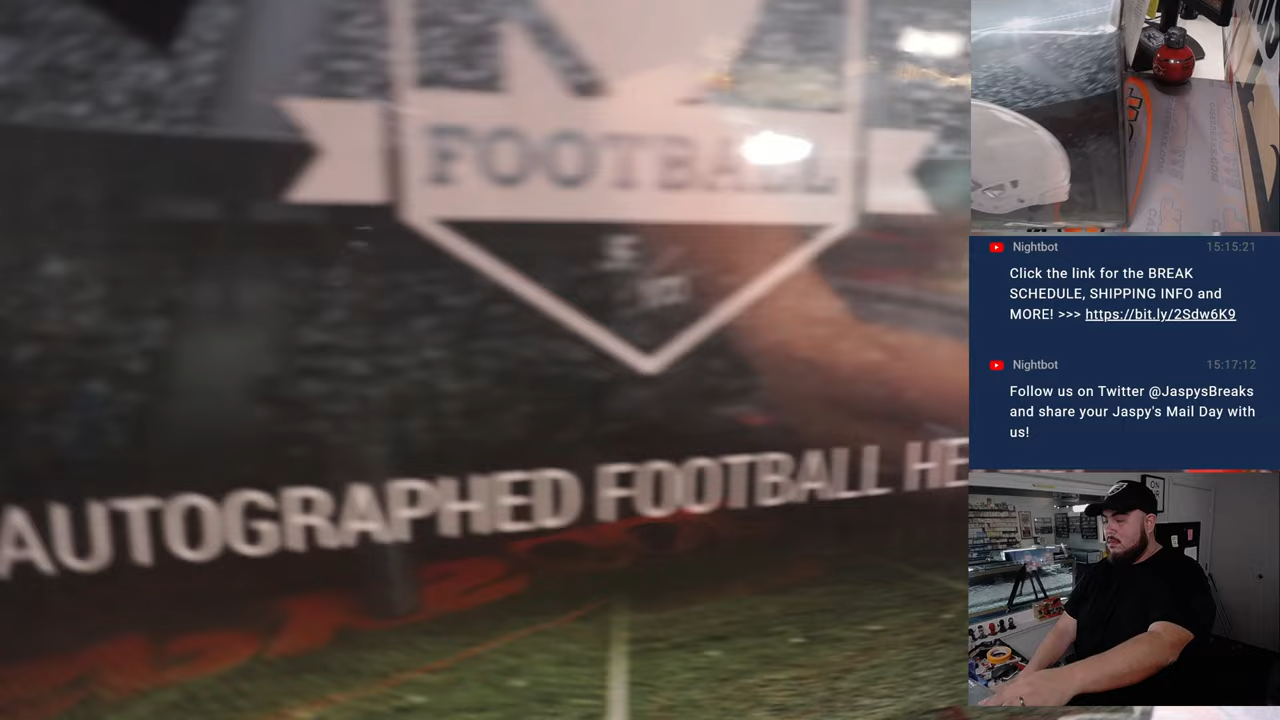 FOOTBALL
AUTOGRAPHED FOOTBALL HE
Nightbot 15:15:21
Click the link for the BREAK
SCHEDULE, SHIPPING INFO and
MORE! >>> https://bit.ly/2Sdw6K9
Nightbot 15:17:12
Follow us on Twitter @JaspysBreaks
and share your Jaspy's Mail Day with
us!
ON